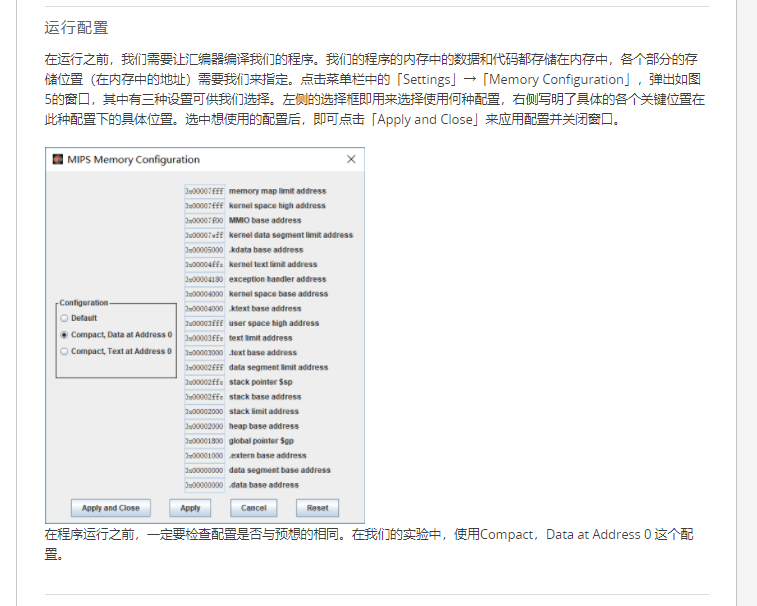 运行配置
在运行之前，我们需要让汇编器编译我们的程序。我们的程序的内存中的数据和代码都存储在内存中，各个部分的存
储位置（在内存中的地址）需要我们来指定。点击菜单栏中的「Settings」→「Memory Configuration」，弹出如图
5的窗口，其中有三种设置可供我们选择。左侧的选择框即用来选择使用何种配置，右侧写明了具体的各个关键位置在
此种配置下的具体位置。选中想使用的配置后，即可点击「Apply and Close」来应用配置并关闭窗口。
MIPS Memory Configuration
0x00007fff memory map limit address
0x00007fff kernel space high address
0x00007f00 MMIO base address
0x00007eff kernel data segment limit address
0x00005000 .kdata base address
0x00004ffc kernel text limit address
0x00004180 exception handler address
0x00004000 kernel space base address
0x00004000 .ktext base address
0x00003fff user space high address
0x00003ffc text limit address
0x00003000 .text base address
0x00002fff data segment limit address
0x00002ffc stack pointer $sp
0x00002ffc stack base address
0x00002000 stack limit address
0x00002000 heap base address
0x00001800 global pointer $gp
0x00001000 .extern base address
0x00000000 data segment base address
0x00000000 .data base address
Configuration
Default
Compact, Data at Address 0
Compact, Text at Address 0
Apply and Close Apply Cancel Reset
在程序运行之前，一定要检查配置是否与预想的相同。在我们的实验中，使用Compact，Data at Address 0 这个配
置。